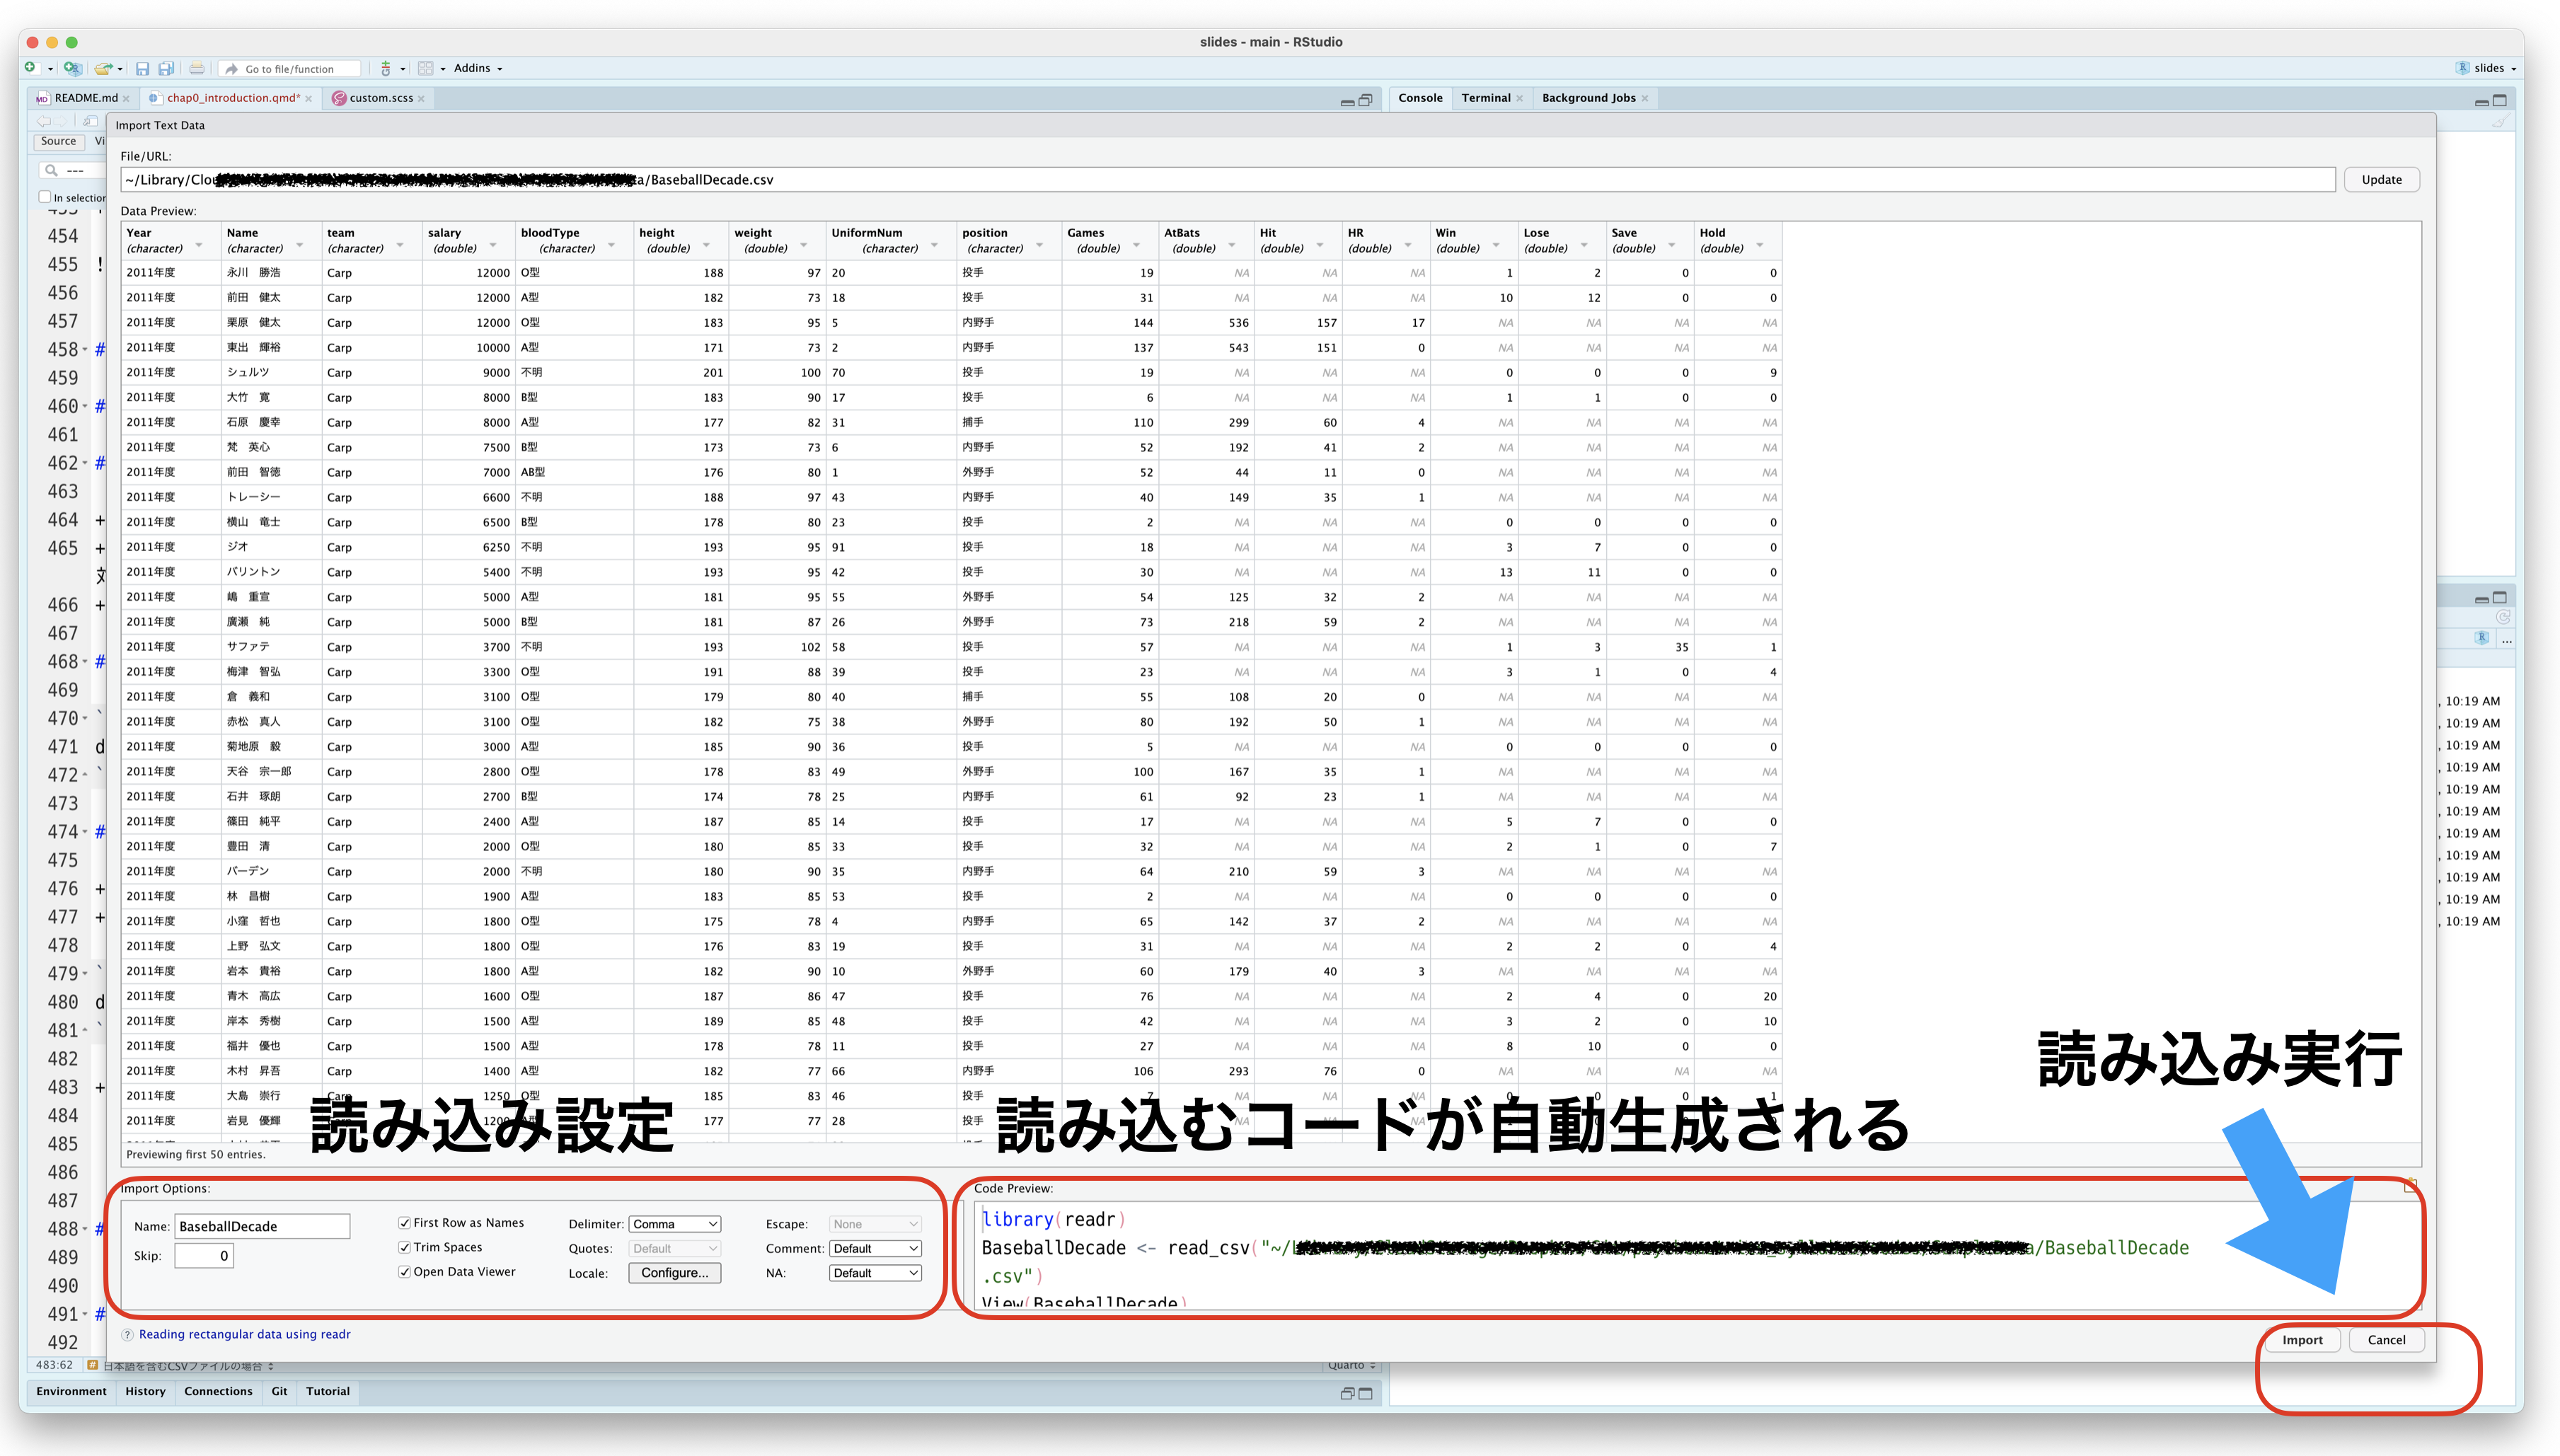 slides - main - RStudio
Go to file/function Addins slides
README.md chap0_introduction.qmd* custom.scss Console Terminal Background Jobs
Import Text Data
Source Vi
File/URL:
~/Library/Clou a/BaseballDecade.csv Update
In selection
Data Preview:
Year Name team salary bloodType height weight UniformNum position Games AtBats Hit HR Win Lose Save Hold
(character) (character) (character) (double) (character) (double) (double) (character) (character) (double) (double) (double) (double) (double) (double) (double) (double)
2011年度 永川 勝浩 Carp 12000 O型 188 97 20 投手 19 NA NA NA 1 2 0 0
2011年度 前田 健太 Carp 12000 A型 182 73 18 投手 31 NA NA NA 10 12 0 0
2011年度 栗原 健太 Carp 12000 O型 183 95 5 内野手 144 536 157 17 NA NA NA NA
2011年度 東出 輝裕 Carp 10000 A型 171 73 2 内野手 137 543 151 0 NA NA NA NA
2011年度 シュルツ Carp 9000 不明 201 100 70 投手 19 NA NA NA 0 0 0 9
2011年度 大竹 寛 Carp 8000 B型 183 90 17 投手 6 NA NA NA 1 1 0 0
2011年度 石原 慶幸 Carp 8000 A型 177 82 31 捕手 110 299 60 4 NA NA NA NA
2011年度 梵 英心 Carp 7500 B型 173 73 6 内野手 52 192 41 2 NA NA NA NA
2011年度 前田 智徳 Carp 7000 AB型 176 80 1 外野手 52 44 11 0 NA NA NA NA
2011年度 トレーシー Carp 6600 不明 188 97 43 内野手 40 149 35 1 NA NA NA NA
2011年度 横山 竜士 Carp 6500 B型 178 80 23 投手 2 NA NA NA 0 0 0 0
2011年度 ジオ Carp 6250 不明 193 95 91 投手 18 NA NA NA 3 7 0 0
2011年度 バリントン Carp 5400 不明 193 95 42 投手 30 NA NA NA 13 11 0 0
2011年度 嶋 重宣 Carp 5000 A型 181 95 55 外野手 54 125 32 2 NA NA NA NA
2011年度 廣瀬 純 Carp 5000 B型 181 87 26 外野手 73 218 59 2 NA NA NA NA
2011年度 サファテ Carp 3700 不明 193 102 58 投手 57 NA NA NA 1 3 35 1
2011年度 梅津 智弘 Carp 3300 O型 191 88 39 投手 23 NA NA NA 3 1 0 4
2011年度 倉 義和 Carp 3100 O型 179 80 40 捕手 55 108 20 0 NA NA NA NA
2011年度 赤松 真人 Carp 3100 O型 182 75 38 外野手 80 192 50 1 NA NA NA NA
2011年度 菊地原 毅 Carp 3000 A型 185 90 36 投手 5 NA NA NA 0 0 0 0
2011年度 天谷 宗一郎 Carp 2800 O型 178 83 49 外野手 100 167 35 1 NA NA NA NA
2011年度 石井 琢朗 Carp 2700 B型 174 78 25 内野手 61 92 23 1 NA NA NA NA
2011年度 篠田 純平 Carp 2400 A型 187 85 14 投手 17 NA NA NA 5 7 0 0
2011年度 豊田 清 Carp 2000 O型 180 85 33 投手 32 NA NA NA 2 1 0 7
2011年度 バーデン Carp 2000 不明 180 90 35 内野手 64 210 59 3 NA NA NA NA
2011年度 林 昌樹 Carp 1900 A型 183 85 53 投手 2 NA NA NA 0 0 0 0
2011年度 小窪 哲也 Carp 1800 O型 175 78 4 内野手 65 142 37 2 NA NA NA NA
2011年度 上野 弘文 Carp 1800 O型 176 83 19 投手 31 NA NA NA 2 2 0 4
2011年度 岩本 貴裕 Carp 1800 A型 182 90 10 外野手 60 179 40 3 NA NA NA NA
2011年度 青木 高広 Carp 1600 O型 187 86 47 投手 76 NA NA NA 2 4 0 20
2011年度 岸本 秀樹 Carp 1500 A型 189 85 48 投手 42 NA NA NA 3 2 0 10
2011年度 福井 優也 Carp 1500 A型 178 78 11 投手 27 NA NA NA 8 10 0 0
2011年度 木村 昇吾 Carp 1400 A型 182 77 66 内野手 106 293 76 0 NA NA NA NA
2011年度 大島 崇行 Carp 1250 O型 185 83 46 投手 7 NA NA NA 0 0 0 1
2011年度 岩見 優輝 1200 177 77 28 投手
読み込み設定
読み込むコードが自動生成される
読み込み実行
Previewing first 50 entries.
Import Options:
Name: BaseballDecade
Skip: 0
First Row as Names
Trim Spaces
Open Data Viewer
Delimiter: Comma
Quotes: Default
Locale: Configure...
Escape: None
Comment: Default
NA: Default
Code Preview:
library(readr)
BaseballDecade <- read_csv("~/L a/BaseballDecade
.csv")
View(BaseballDecade)
Reading rectangular data using readr
Import Cancel
483:62 日本語を含むCSVファイルの場合 Quarto
Environment History Connections Git Tutorial
454
455 !
456
457
458 #
459
460 #
461
462 #
463
464 +
465 +
対
466 +
467
468 #
469
470 `
471 d
472 `
473
474 #
475
476 +
477 +
478
479 `
480 d
481 `
482
483 +
484
485
486
487
488 #
489
490
491 #
492
, 10:19 AM
, 10:19 AM
, 10:19 AM
, 10:19 AM
, 10:19 AM
, 10:19 AM
, 10:19 AM
, 10:19 AM
, 10:19 AM
, 10:19 AM
, 10:19 AM